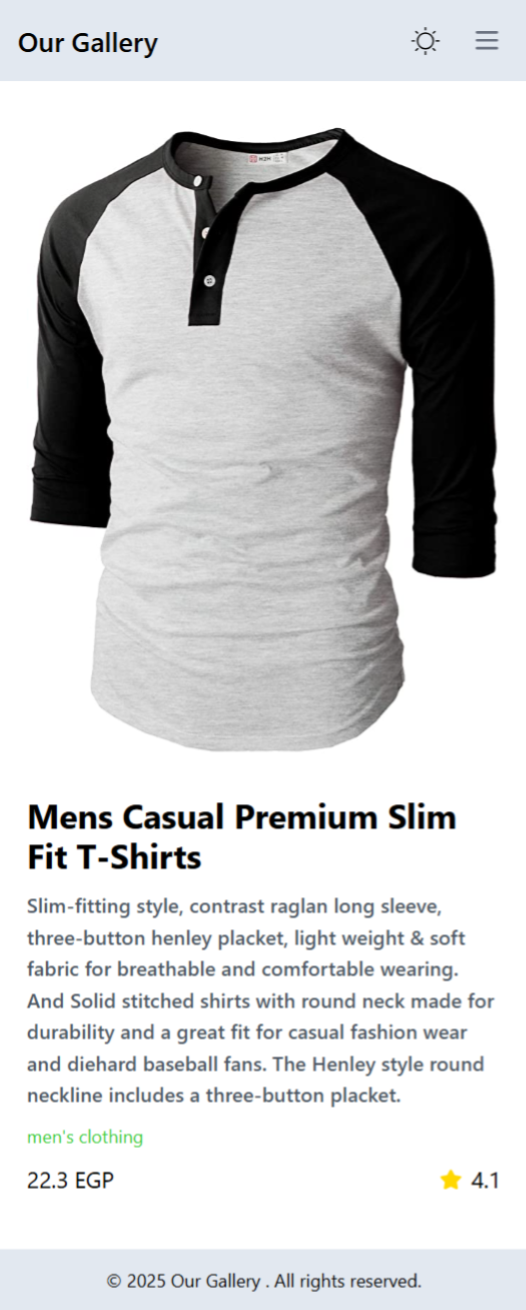 Our Gallery
Mens Casual Premium Slim
Fit T-Shirts
Slim-fitting style, contrast raglan long sleeve,
three-button henley placket, light weight & soft
fabric for breathable and comfortable wearing.
And Solid stitched shirts with round neck made for
durability and a great fit for casual fashion wear
and diehard baseball fans. The Henley style round
neckline includes a three-button placket.
men's clothing
22.3 EGP
4.1
© 2025 Our Gallery . All rights reserved.